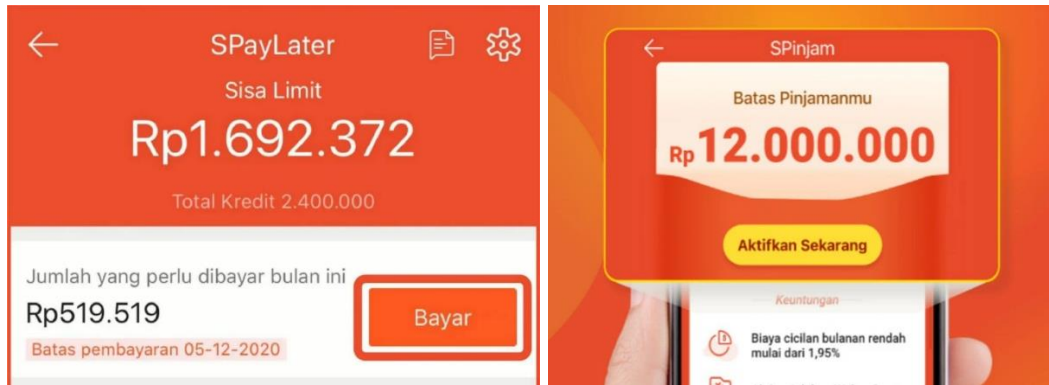 SPayLater
Sisa Limit
Rp1.692.372
Total Kredit 2.400.000
Jumlah yang perlu dibayar bulan ini
Rp519.519
Bayar
Batas pembayaran 05-12-2020
SPinjam
Batas Pinjamanmu
Rp12.000.000
Aktifkan Sekarang
Keuntungan
Biaya cicilan bulanan rendah
mulai dari 1,95%